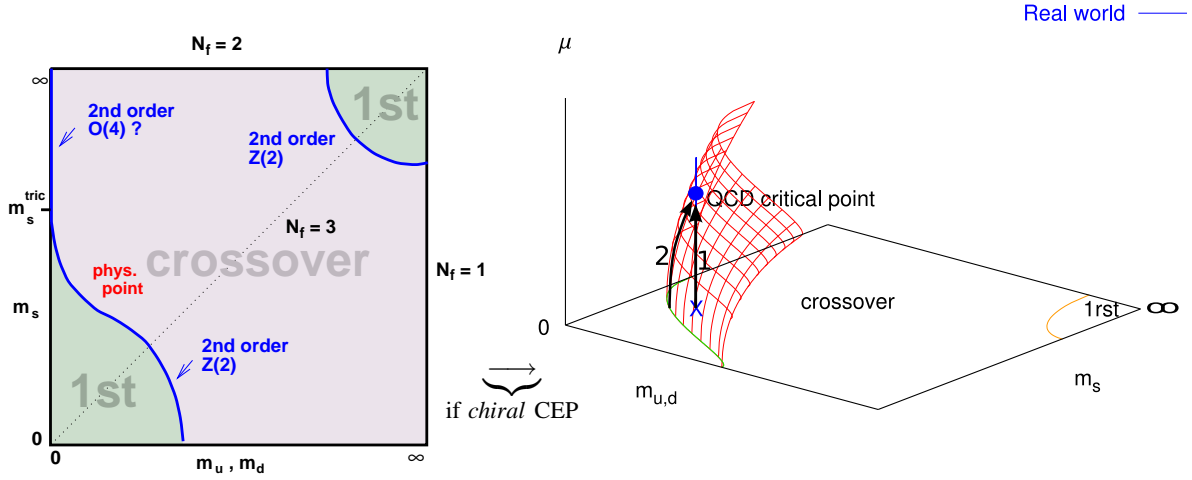 N_f = 2
∞
2nd order
O(4) ?
1st
2nd order
Z(2)
m_s^tric
N_f = 3
crossover
phys.
point
N_f = 1
m_s
2nd order
Z(2)
1st
0
0
m_u , m_d
∞
⟶
if chiral CEP
Real world
μ
QCD critical point
2
1
X
0
crossover
1rst
∞
m_u,d
m_s